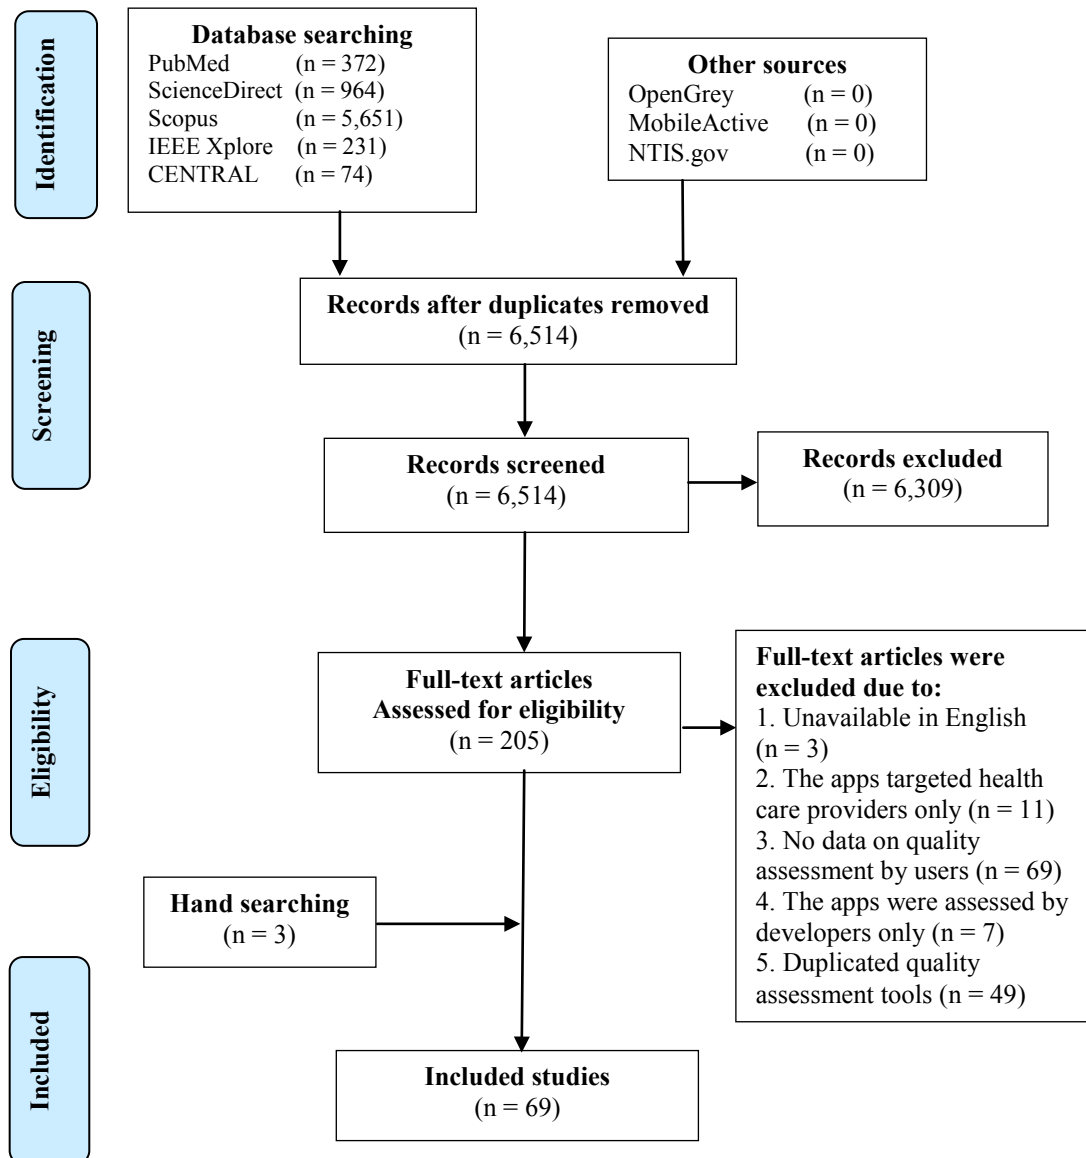 Identification
Database searching
PubMed (n = 372)
ScienceDirect (n = 964)
Scopus (n = 5,651)
IEEE Xplore (n = 231)
CENTRAL (n = 74)
Other sources
OpenGrey (n = 0)
MobileActive (n = 0)
NTIS.gov (n = 0)
Screening
Records after duplicates removed
(n = 6,514)
Records screened
(n = 6,514)
Records excluded
(n = 6,309)
Eligibility
Full-text articles
Assessed for eligibility
(n = 205)
Full-text articles were
excluded due to:
1. Unavailable in English
(n = 3)
2. The apps targeted health
care providers only (n = 11)
3. No data on quality
assessment by users (n = 69)
4. The apps were assessed by
developers only (n = 7)
5. Duplicated quality
assessment tools (n = 49)
Hand searching
(n = 3)
Included
Included studies
(n = 69)